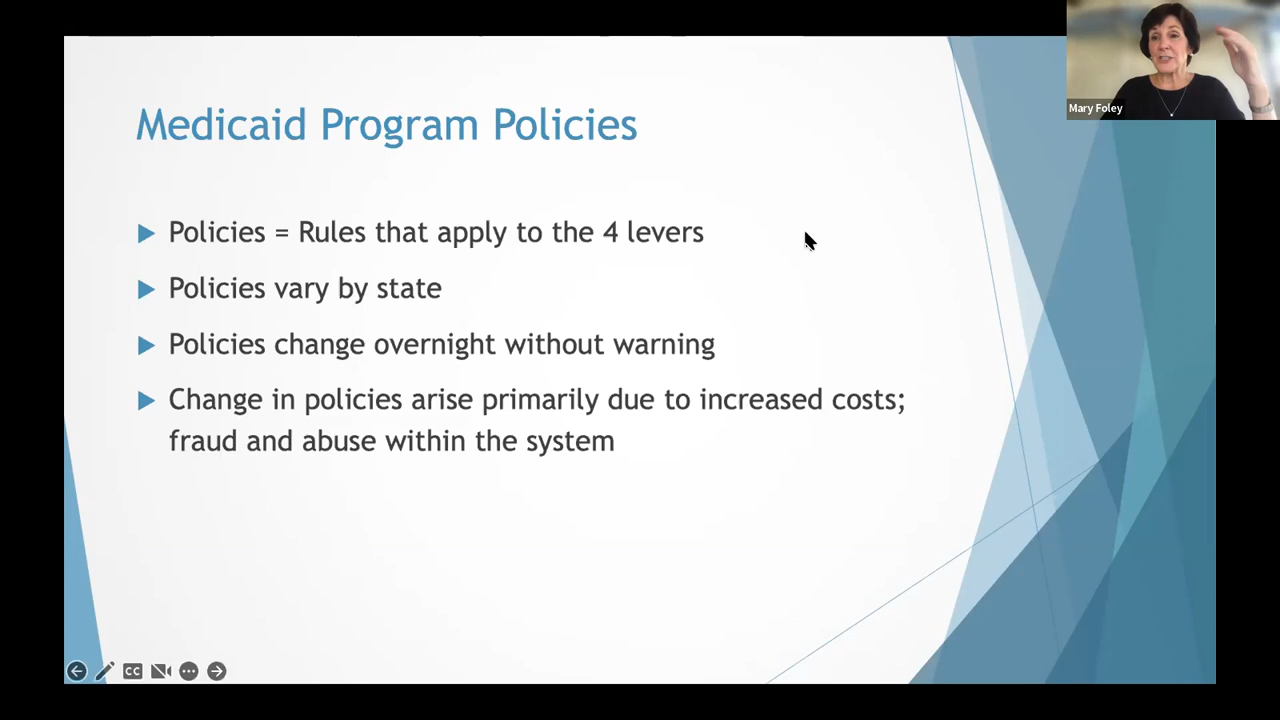 Mary Foley
Medicaid Program Policies
Policies = Rules that apply to the 4 levers
Policies vary by state
Policies change overnight without warning
Change in policies arise primarily due to increased costs;
fraud and abuse within the system
CC